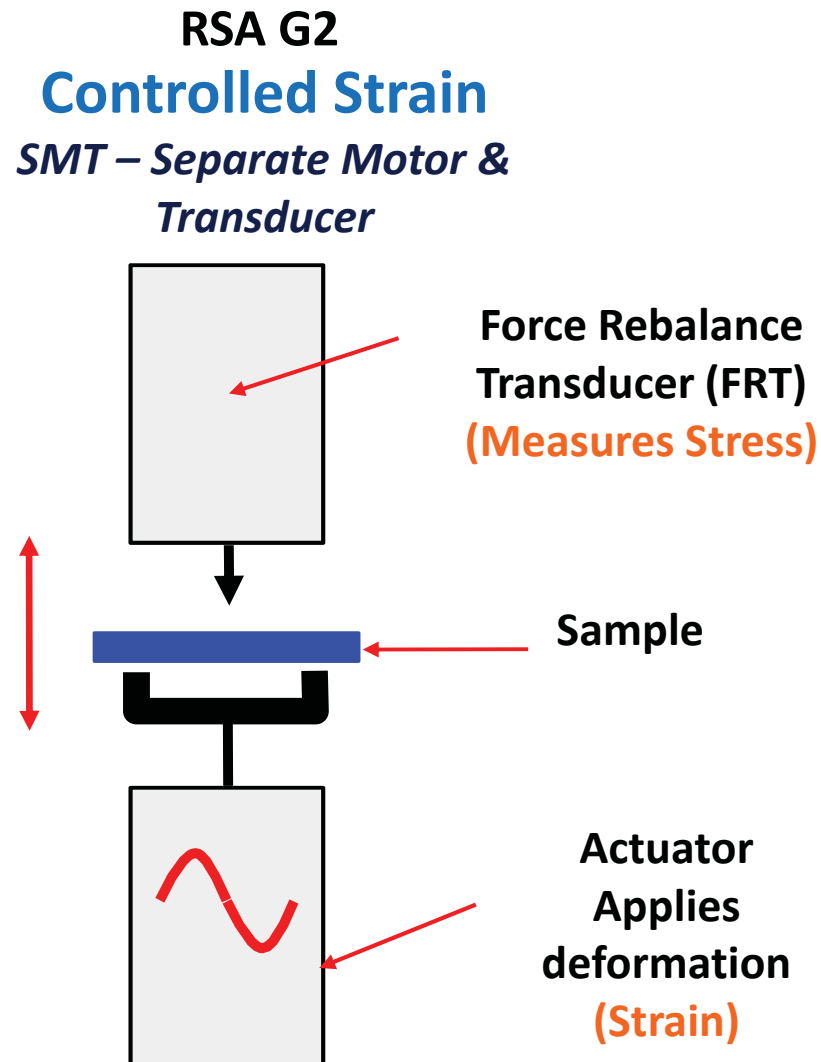 RSA G2
Controlled Strain
SMT – Separate Motor &
Transducer
Force Rebalance
Transducer (FRT)
(Measures Stress)
Sample
Actuator
Applies
deformation
(Strain)